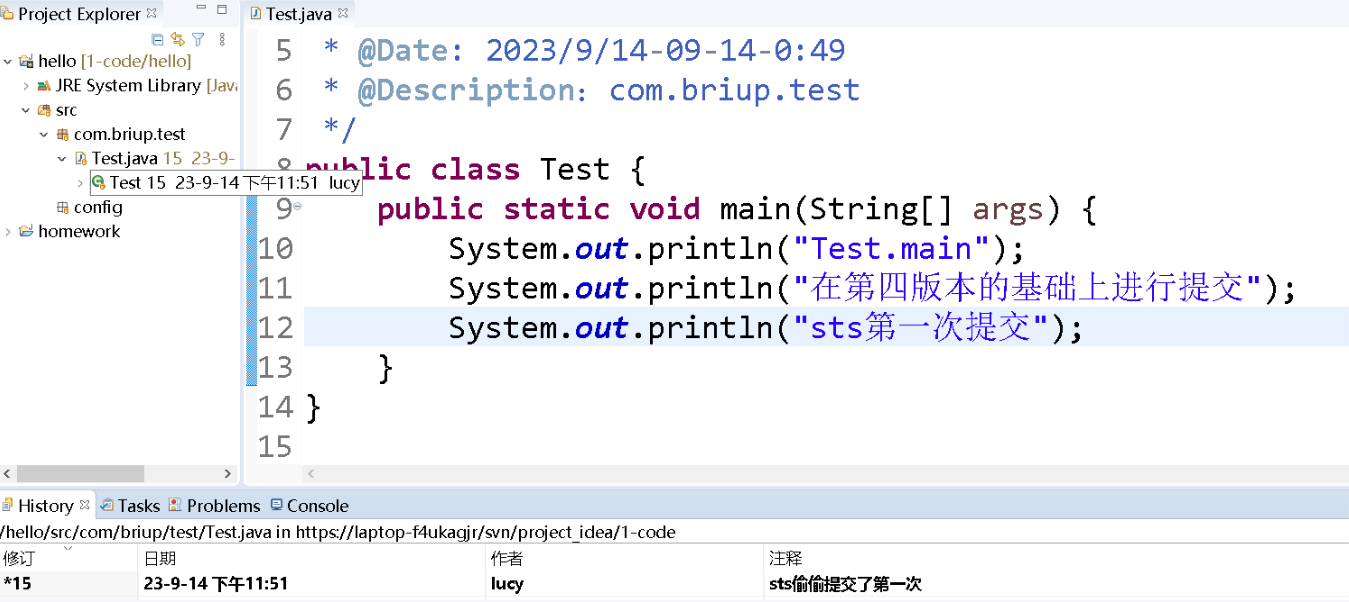 Project Explorer
Test.java
hello [1-code/hello]
JRE System Library [Java
src
com.briup.test
Test.java 15 23-9-
Test 15 23-9-14 下午11:51 lucy
config
homework
5 * @Date: 2023/9/14-09-14-0:49
6 * @Description: com.briup.test
7 */
8 public class Test {
9 public static void main(String[] args) {
10 System.out.println("Test.main");
11 System.out.println("在第四版本的基础上进行提交");
12 System.out.println("sts第一次提交");
13 }
14 }
15
History Tasks Problems Console
/hello/src/com/briup/test/Test.java in https://laptop-f4ukagjr/svn/project_idea/1-code
修订 日期 作者 注释
*15 23-9-14 下午11:51 lucy sts偷偷提交了第一次